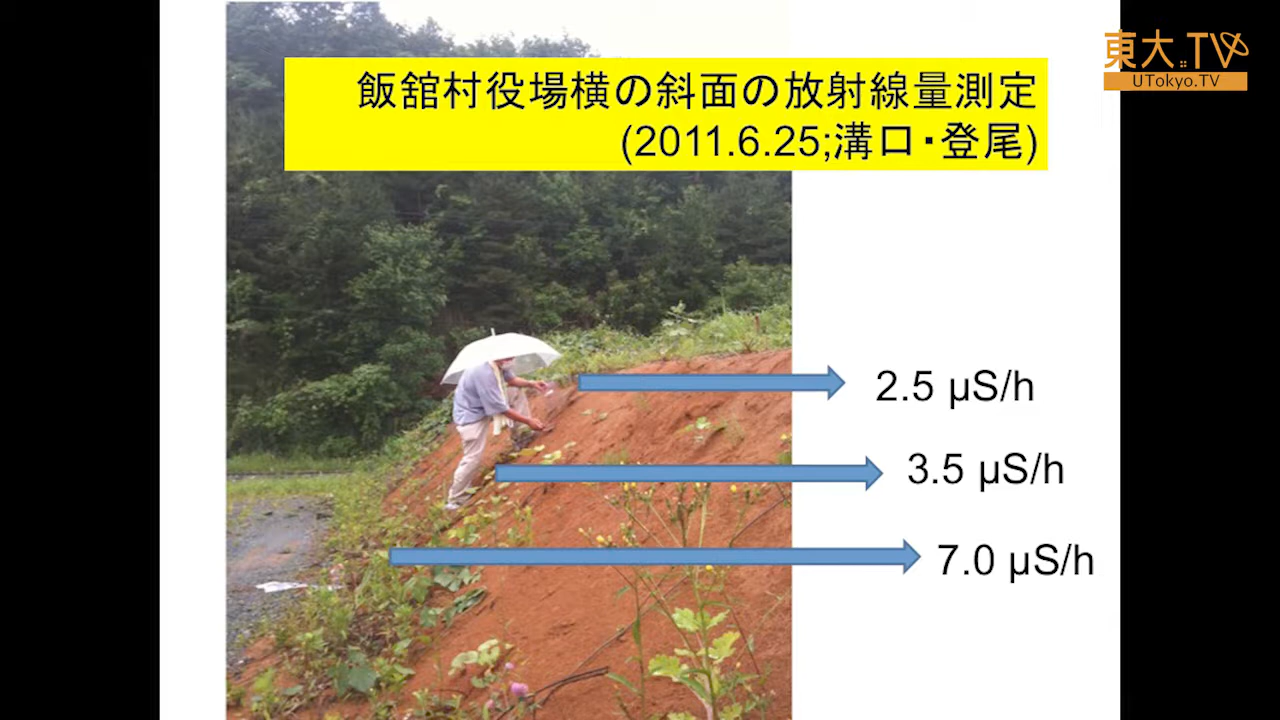 東大TV
UTokyo.TV
飯舘村役場横の斜面の放射線量測定
(2011.6.25;溝口・登尾)
2.5 μS/h
3.5 μS/h
7.0 μS/h